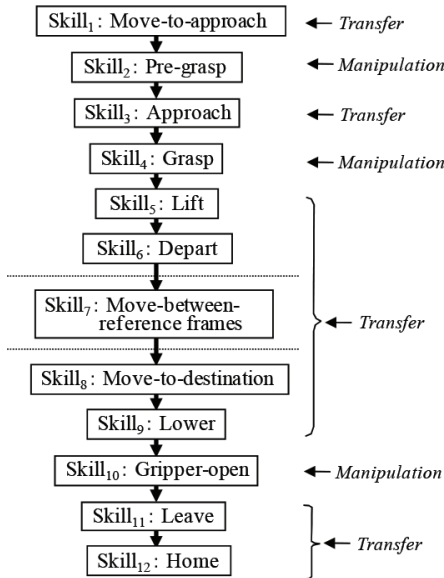 Skill₁: Move-to-approach
Transfer
Skill₂: Pre-grasp
Manipulation
Skill₃: Approach
Transfer
Skill₄: Grasp
Manipulation
Skill₅: Lift
Skill₆: Depart
Skill₇: Move-between-
reference frames
Transfer
Skill₈: Move-to-destination
Skill₉: Lower
Skill₁₀: Gripper-open
Manipulation
Skill₁₁: Leave
Transfer
Skill₁₂: Home